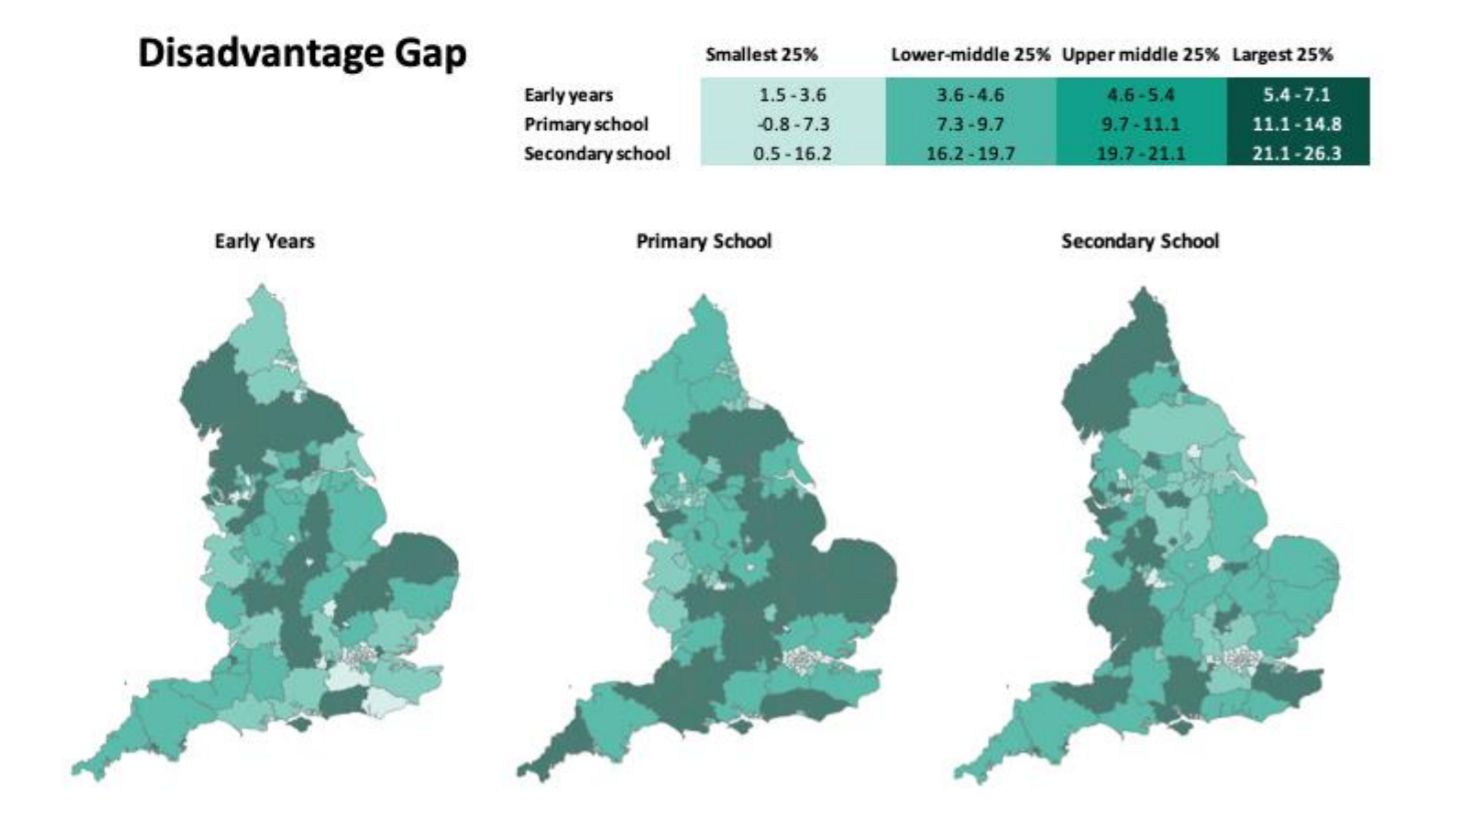 Disadvantage Gap
Smallest 25% Lower-middle 25% Upper middle 25% Largest 25%
Early years 1.5 - 3.6 3.6 - 4.6 4.6 - 5.4 5.4 - 7.1
Primary school -0.8 - 7.3 7.3 - 9.7 9.7 - 11.1 11.1 - 14.8
Secondary school 0.5 - 16.2 16.2 - 19.7 19.7 - 21.1 21.1 - 26.3
Early Years Primary School Secondary School